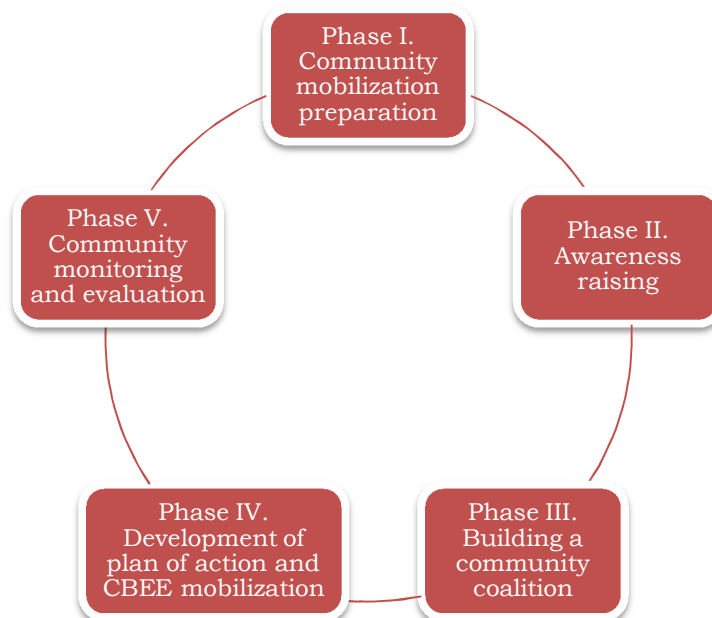 Phase I.
Community
mobilization
preparation
Phase II.
Awareness
raising
Phase III.
Building a
community
coalition
Phase IV.
Development of
plan of action and
CBEE mobilization
Phase V.
Community
monitoring
and evaluation